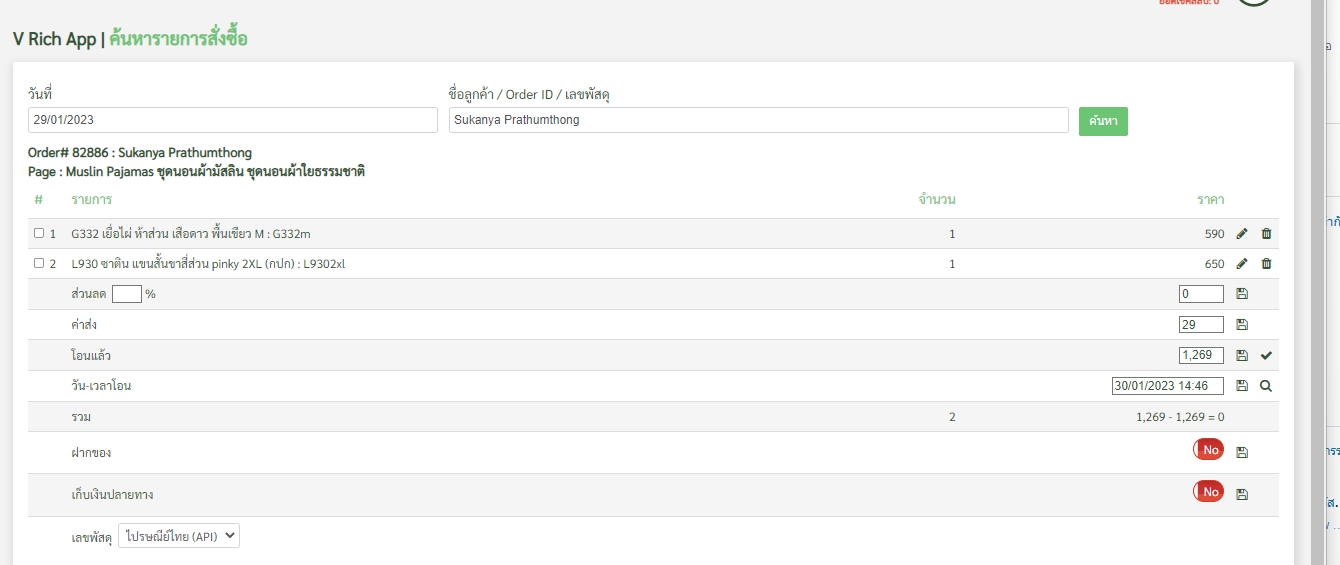 ยอดเช็คสลิป: 0
V Rich App | ค้นหารายการสั่งซื้อ
วันที่ ชื่อลูกค้า / Order ID / เลขพัสดุ
29/01/2023 Sukanya Prathumthong ค้นหา
Order# 82886 : Sukanya Prathumthong
Page : Muslin Pajamas ชุดนอนผ้ามัสลิน ชุดนอนผ้าใยธรรมชาติ
# รายการ จำนวน ราคา
1 G332 เยื่อไผ่ ห้าส่วน เสือดาว พื้นเขียว M : G332m 1 590
2 L930 ซาติน แขนสั้นขาสี่ส่วน pinky 2XL (กปก) : L9302xl 1 650
ส่วนลด % 0
ค่าส่ง 29
โอนแล้ว 1,269
วัน-เวลาโอน 30/01/2023 14:46
รวม 2 1,269 - 1,269 = 0
ฝากของ No
เก็บเงินปลายทาง No
เลขพัสดุ ไปรษณีย์ไทย (API)